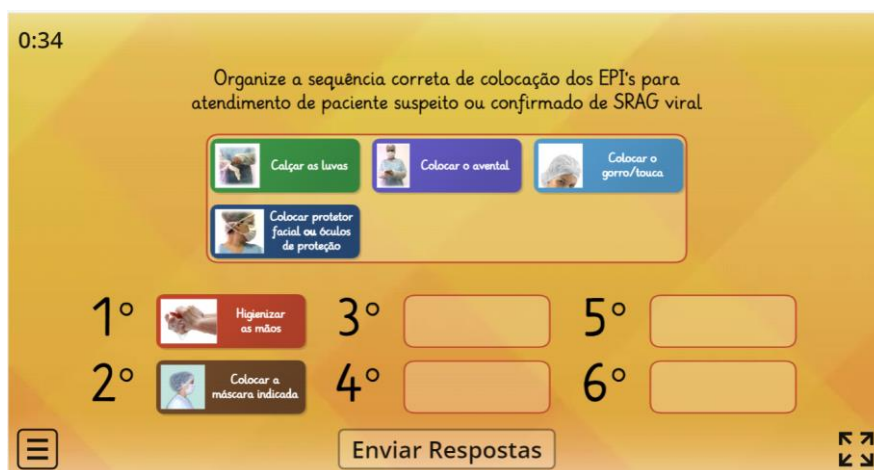 0:34
Organize a sequência correta de colocação dos EPI's para
atendimento de paciente suspeito ou confirmado de SRAG viral
Calçar as luvas
Colocar o avental
Colocar o
gorro/touca
Colocar protetor
facial ou óculos
de proteção
1°
Higienizar
as mãos
3°
5°
2°
Colocar a
máscara indicada
4°
6°
Enviar Respostas